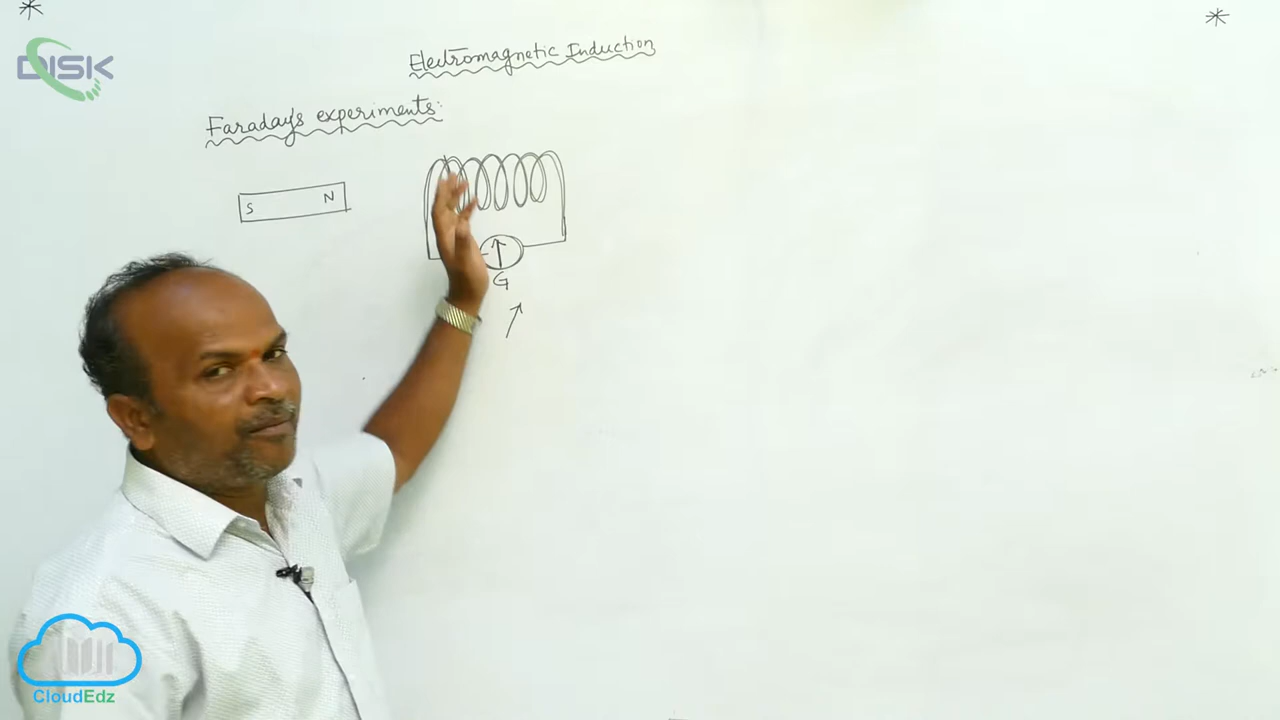 DISK
Electromagnetic Induction
Faraday's experiments:
S N
G
CloudEdz